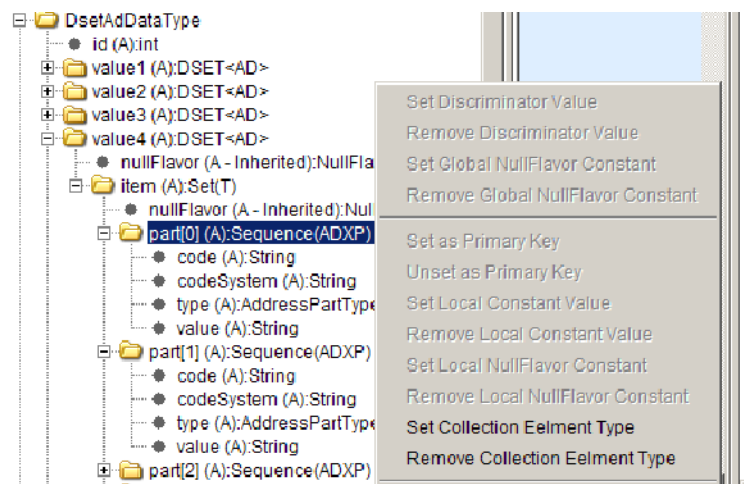 DsetAdDataType
id (A):int
value1 (A):DSET<AD>
value2 (A):DSET<AD>
value3 (A):DSET<AD>
value4 (A):DSET<AD>
nullFlavor (A - Inherited):NullFla
item (A):Set(T)
nullFlavor (A - Inherited):Null
part[0] (A):Sequence(ADXP)
code (A):String
codeSystem (A):String
type (A):AddressPartType
value (A):String
part[1] (A):Sequence(ADXP)
code (A):String
codeSystem (A):String
type (A):AddressPartType
value (A):String
part[2] (A):Sequence(ADXP)
Set Discriminator Value
Remove Discriminator Value
Set Global NullFlavor Constant
Remove Global NullFlavor Constant
Set as Primary Key
Unset as Primary Key
Set Local Constant Value
Remove Local Constant Value
Set Local NullFlavor Constant
Remove Local NullFlavor Constant
Set Collection Eelment Type
Remove Collection Eelment Type